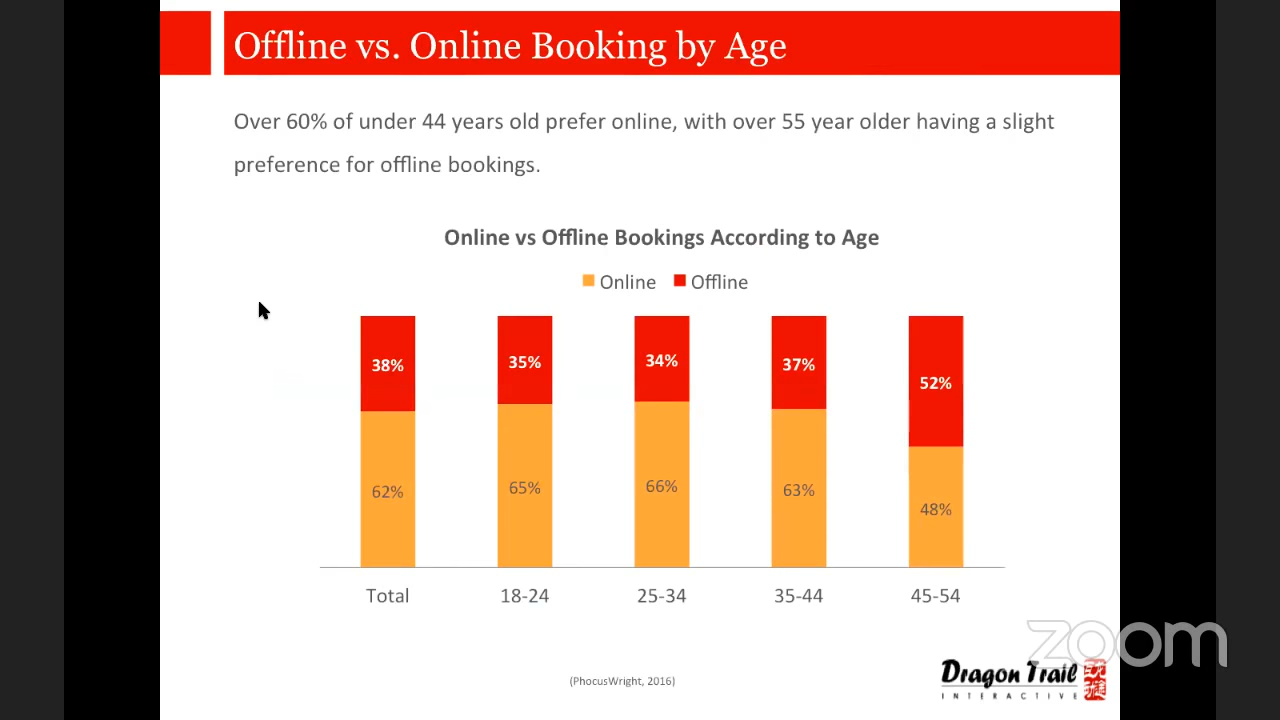 Offline vs. Online Booking by Age
Over 60% of under 44 years old prefer online, with over 55 year older having a slight
preference for offline bookings.
Online vs Offline Bookings According to Age
Online Offline
38% 35% 34% 37% 52%
62% 65% 66% 63% 48%
Total 18-24 25-34 35-44 45-54
zoom
(PhocusWright, 2016)
Dragon Trail
INTERACTIVE